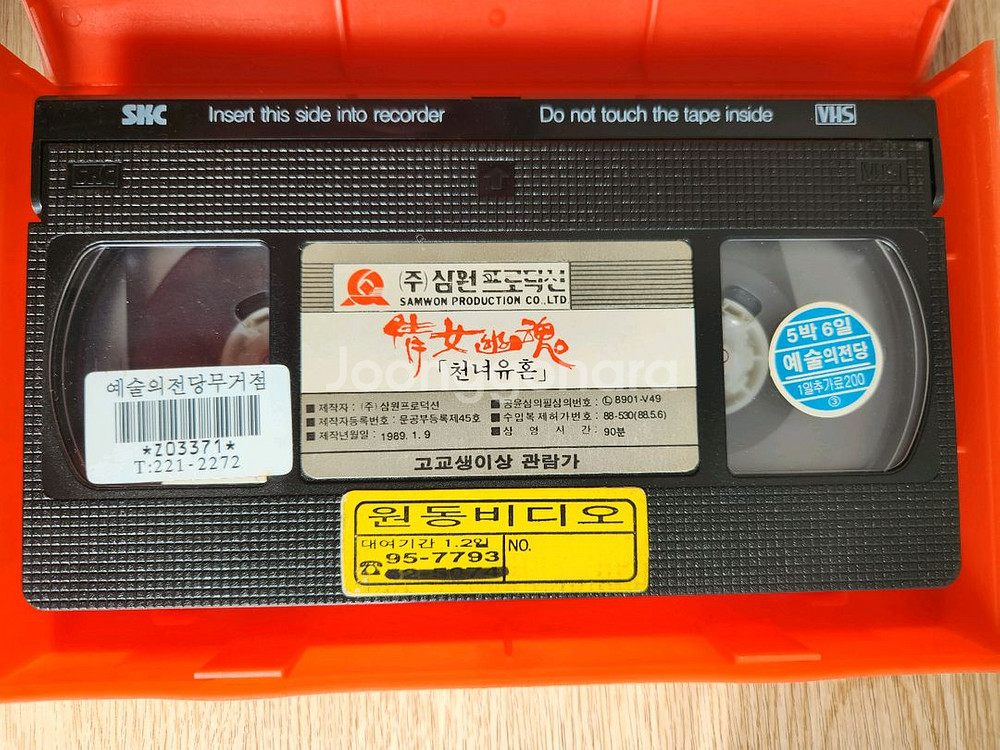 SKC Insert this side into recorder Do not touch the tape inside VHS
SKC
(주)삼원프로덕션
SAMWON PRODUCTION CO.,LTD
倩女幽魂
「천녀유혼」
Joonggonara
■ 제작자 : (주)삼원프로덕션
■ 제작자등록번호 : 문공부등록제45호
■ 제작년월일 : 1989. 1. 9
■ 공윤심의필심의번호 : Ⓛ8901-V49
■ 수입복제허가번호 : 88-530(88.5.6)
■ 상영시간 : 90분
고교생이상 관람가
예술의전당무거점
*Z03371*
T:221-2272
5박 6일
예술의전당
1일추가료200
③
원동비디오
대여기간 1.2일 NO.
☎ 95-7793